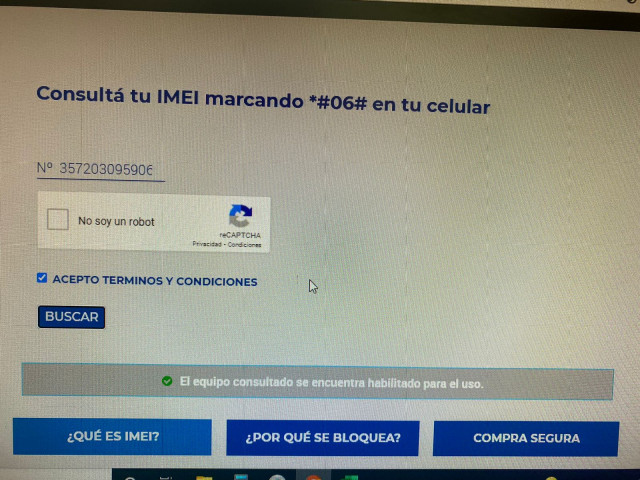 Consultá tu IMEI marcando *#06# en tu celular
Nº 357203095906
No soy un robot
reCAPTCHA
Privacidad - Condiciones
ACEPTO TERMINOS Y CONDICIONES
BUSCAR
El equipo consultado se encuentra habilitado para el uso.
¿QUÉ ES IMEI?
¿POR QUÉ SE BLOQUEA?
COMPRA SEGURA